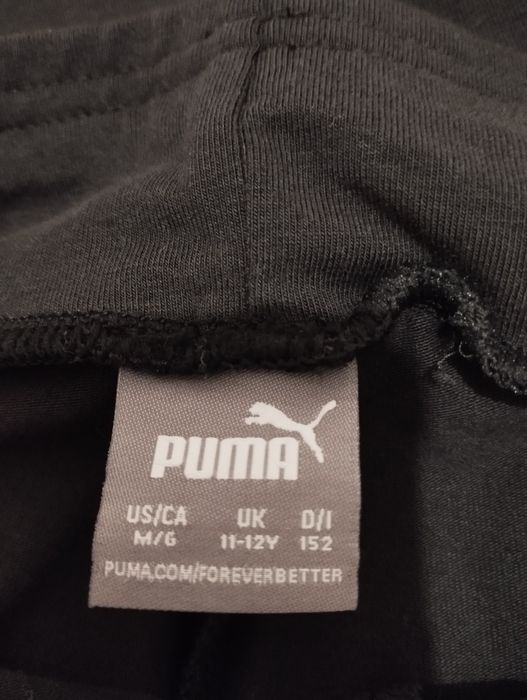 PUMA
US/CA UK D/I
M/G 11-12Y 152
PUMA.COM/FOREVERBETTER